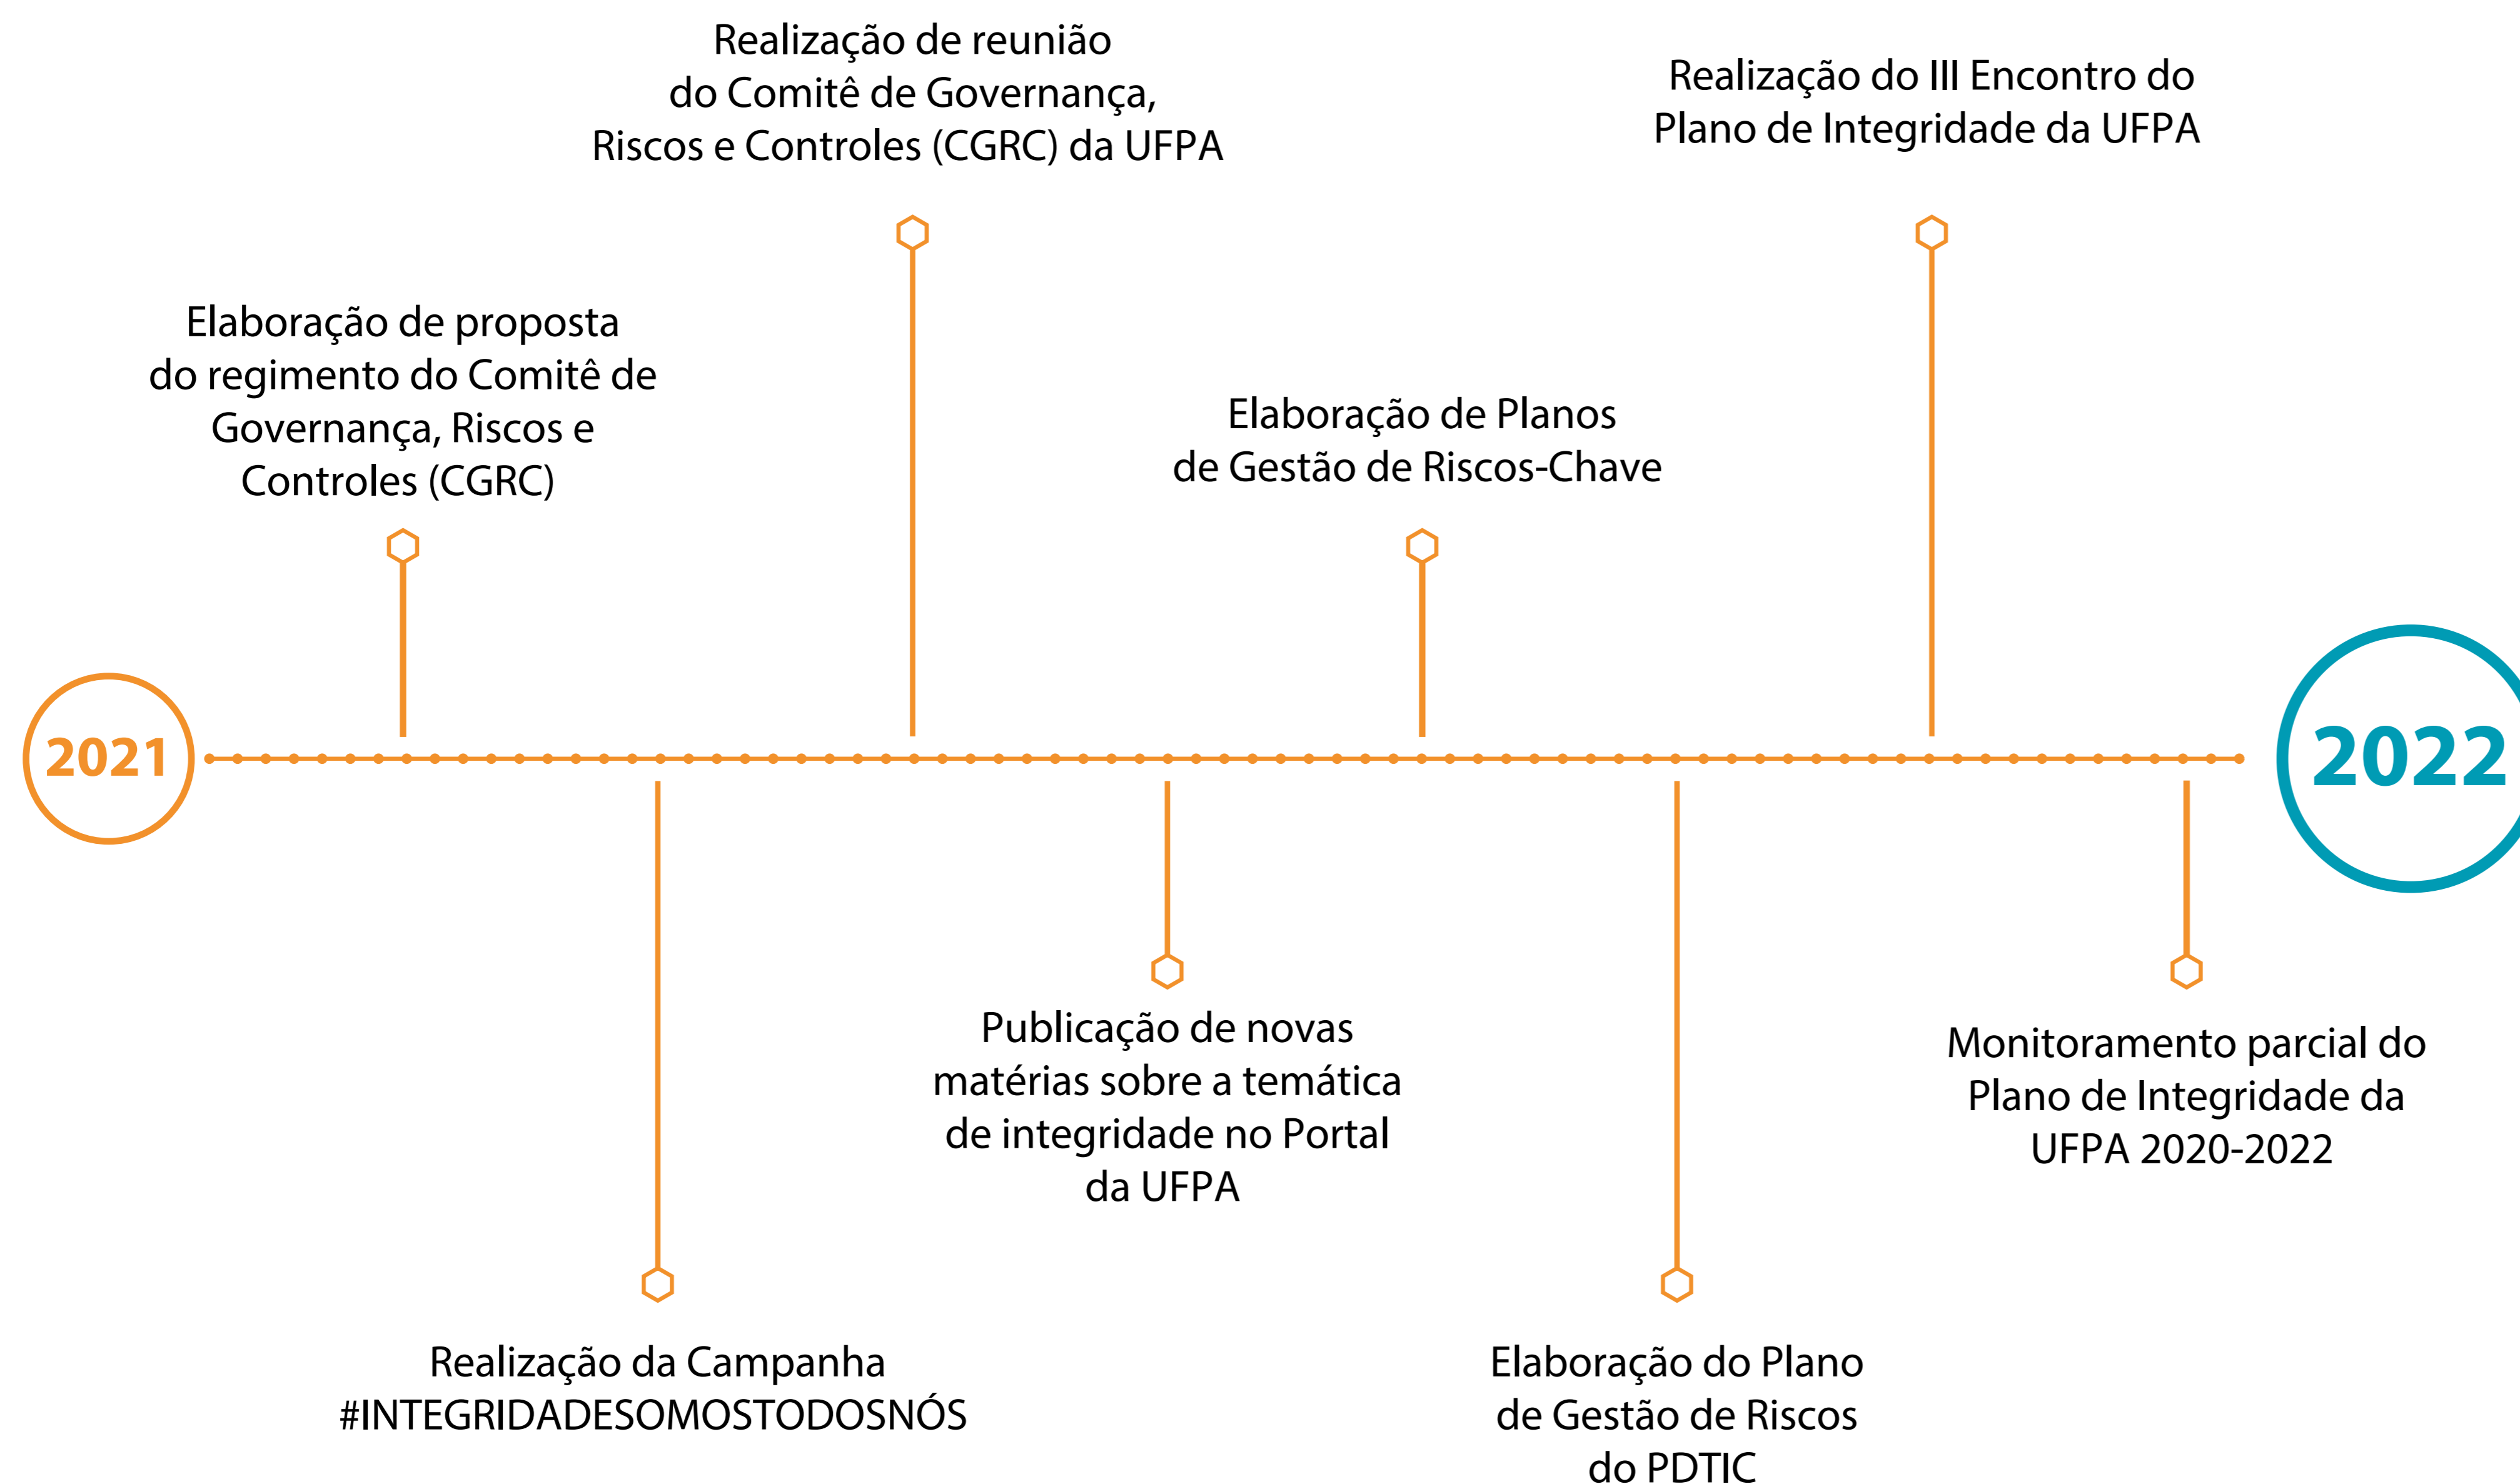 Realização de reunião
do Comitê de Governança,
Riscos e Controles (CGRC) da UFPA
Realização do III Encontro do
Plano de Integridade da UFPA
Elaboração de proposta
do regimento do Comitê de
Governança, Riscos e
Controles (CGRC)
Elaboração de Planos
de Gestão de Riscos-Chave
2021
2022
Publicação de novas
matérias sobre a temática
de integridade no Portal
da UFPA
Monitoramento parcial do
Plano de Integridade da
UFPA 2020-2022
Realização da Campanha
#INTEGRIDADESOMOSTODOSNÓS
Elaboração do Plano
de Gestão de Riscos
do PDTIC